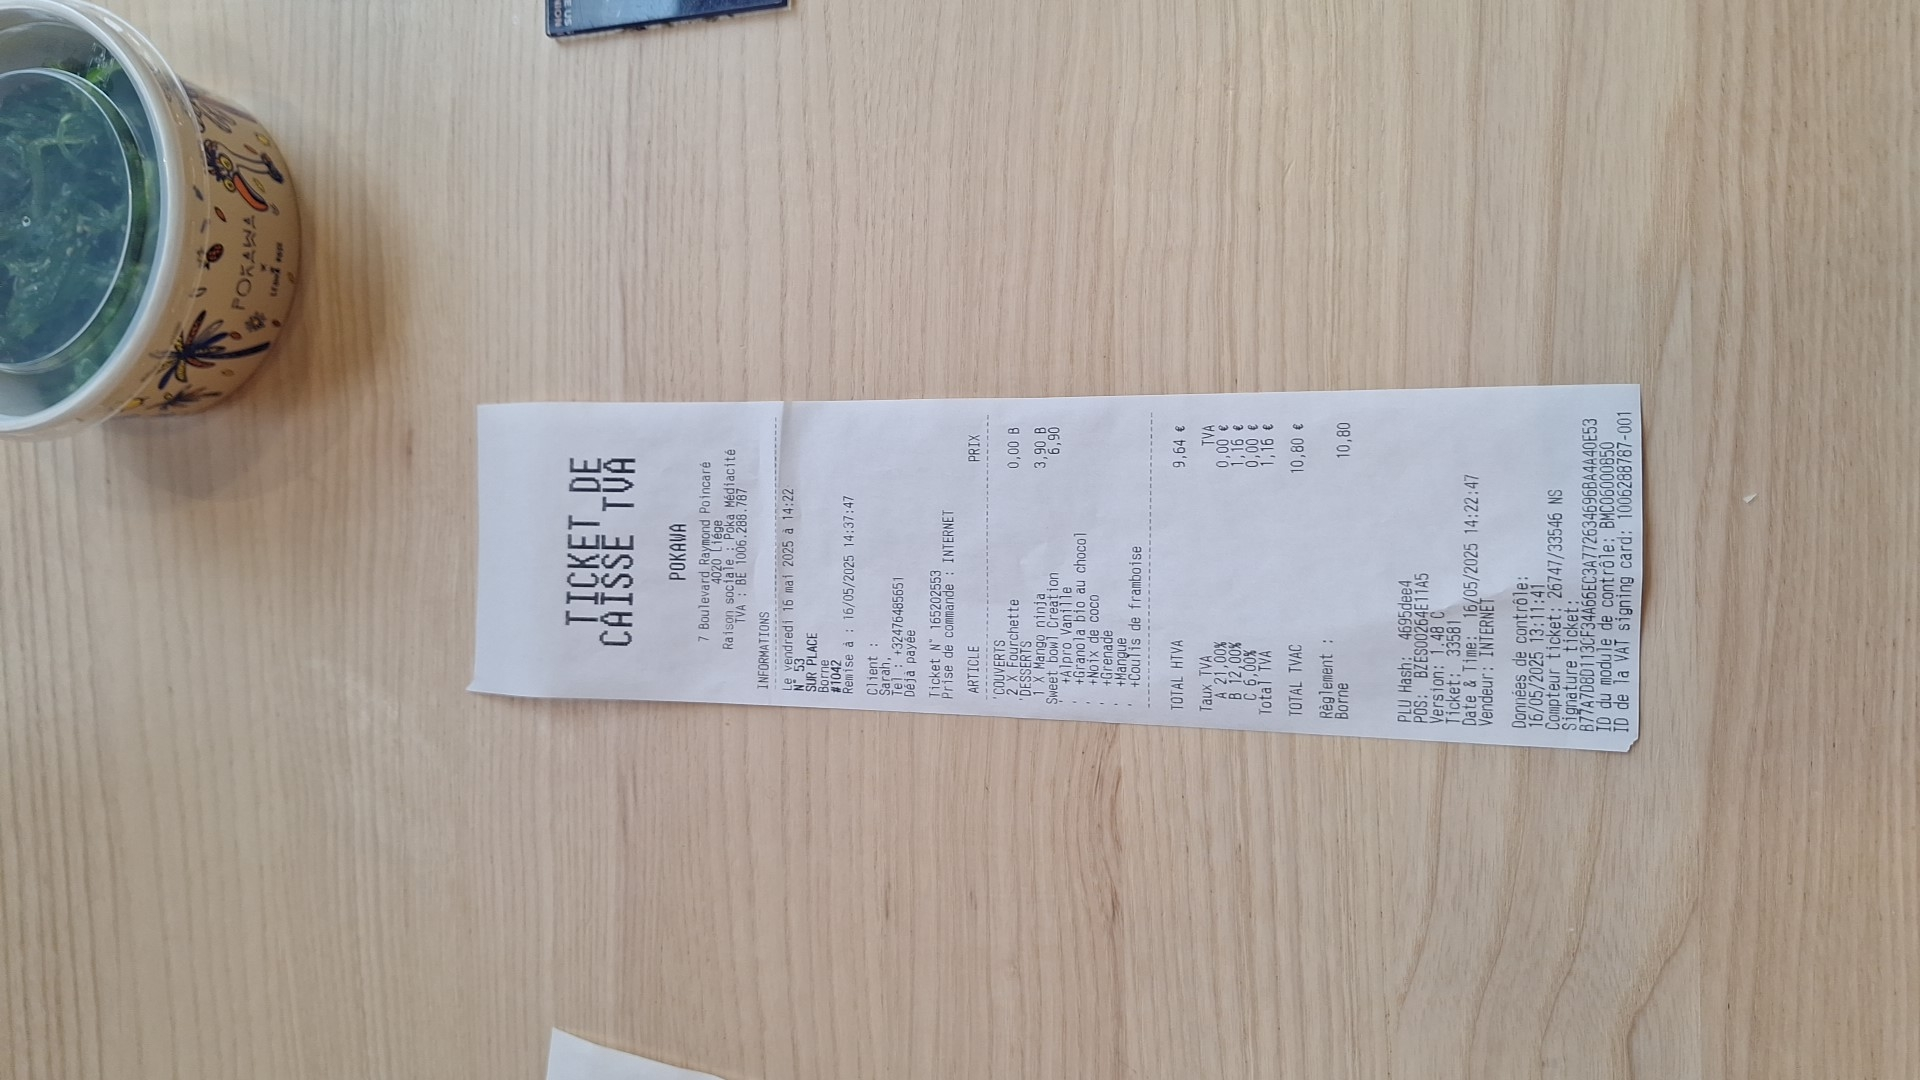 TICKET DE
CAISSE TVA
POKAWA
7 Boulevard Raymond Poincaré
4020 Liège
Raison sociale : Poka Médiacité
TVA : BE 1006.288.787
INFORMATIONS
Le vendredi 16 mai 2025 à 14:22
N° 53
SUR PLACE
Borne
#1042
Remise à : 16/05/2025 14:37:47
Client :
Sarah,
Tel : +32476485651
Déjà payée
Ticket N° 165202553
Prise de commande : INTERNET
ARTICLE PRIX
'COUVERTS
2 X Fourchette 0,00 B
'DESSERTS
1 X Mango ninja 3,90 B
Sweet bowl Création 6,90
' +Alpro Vanille
' +Granola bio au chocol
' +Noix de coco
' +Grenade
' +Mangue
' +Coulis de framboise
TOTAL HTVA 9,64 €
Taux TVA TVA
A 21,00% 0,00 €
B 12,00% 1,16 €
C 6,00% 0,00 €
Total TVA 1,16 €
TOTAL TVAC 10,80 €
Règlement :
Borne 10,80
PLU Hash: 4695dee4
POS: BZES00264E11A5
Version: 1.48 C
Ticket: 33581
Date & Time: 16/05/2025 14:22:47
Vendeur: INTERNET
Données de contrôle:
16/05/2025 13:11:41
Compteur ticket: 26747/33546 NS
Signature ticket:
B77A7D8D113CF34A66EC3A772634696BA4A40E53
ID du module de contrôle: BMC06000850
ID de la VAT signing card: 1006288787-001
POKAWA
x